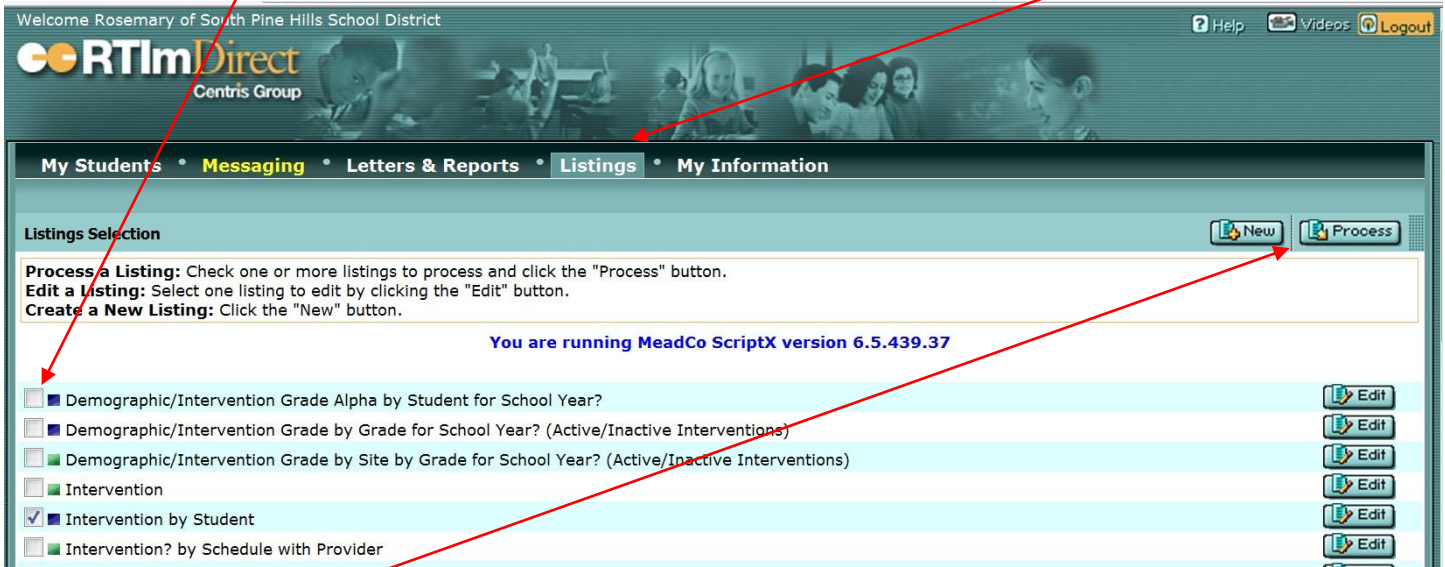 Welcome Rosemary of South Pine Hills School District
Help Videos Logout
RTImDirect
Centris Group
My Students • Messaging • Letters & Reports • Listings • My Information
Listings Selection
New Process
Process a Listing: Check one or more listings to process and click the "Process" button.
Edit a Listing: Select one listing to edit by clicking the "Edit" button.
Create a New Listing: Click the "New" button.
You are running MeadCo ScriptX version 6.5.439.37
Demographic/Intervention Grade Alpha by Student for School Year? Edit
Demographic/Intervention Grade by Grade for School Year? (Active/Inactive Interventions) Edit
Demographic/Intervention Grade by Site by Grade for School Year? (Active/Inactive Interventions) Edit
Intervention Edit
Intervention by Student Edit
Intervention? by Schedule with Provider Edit